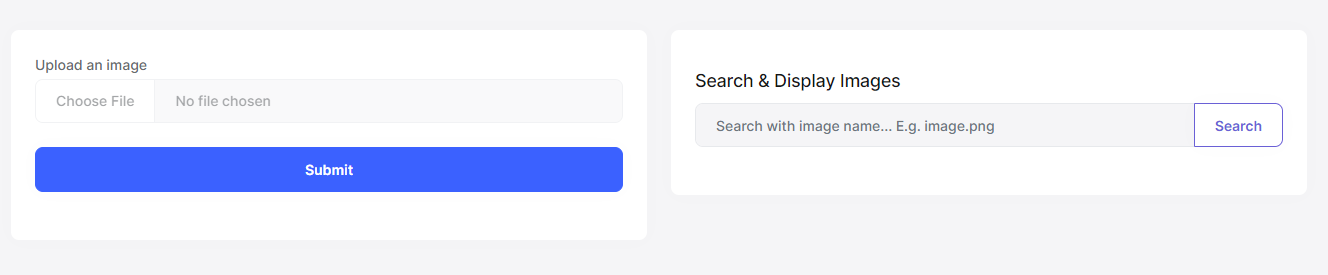 Upload an image
Choose File No file chosen
Submit
Search & Display Images
Search with image name... E.g. image.png Search